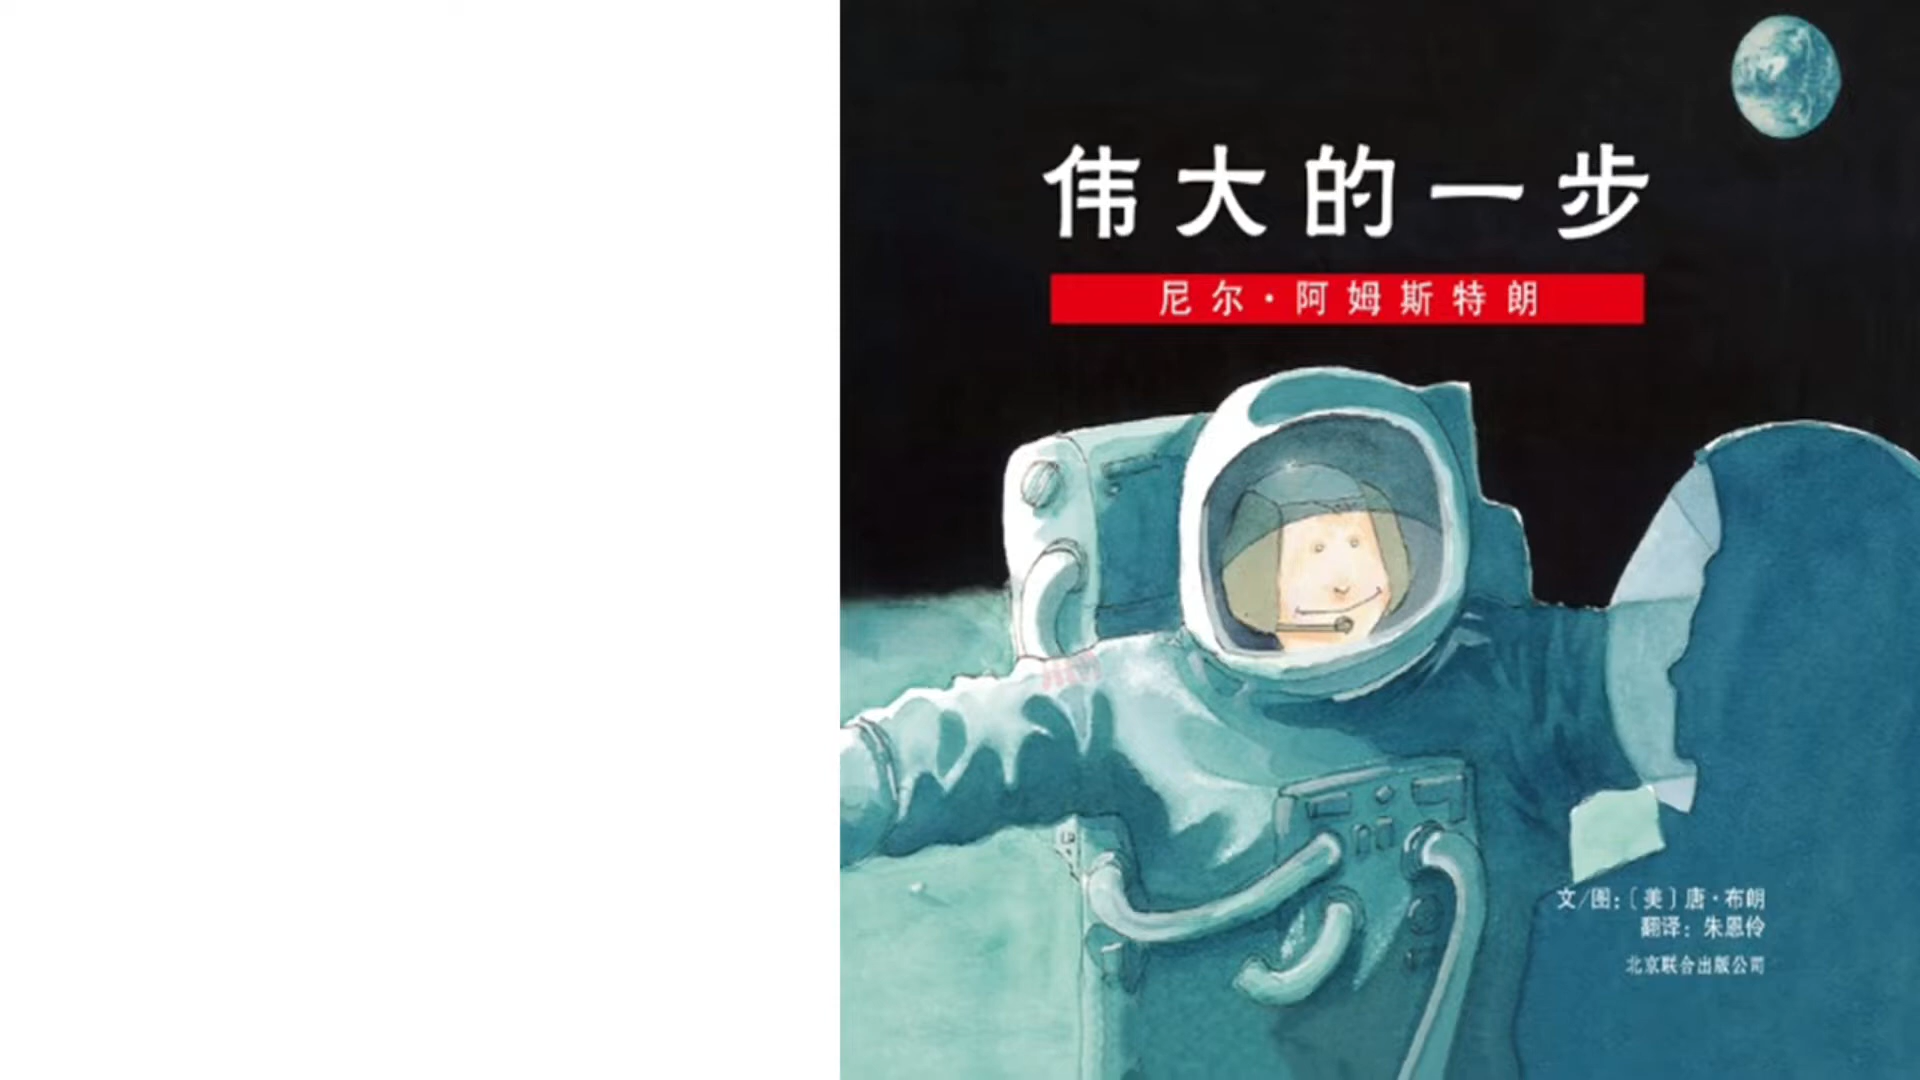 伟大的一步
尼尔·阿姆斯特朗
文/图:〔美〕唐·布朗
翻译:朱恩伶
北京联合出版公司